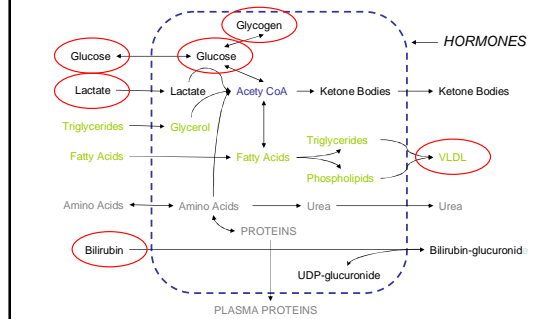 Glycogen
HORMONES
Glucose
Glucose
Lactate
Lactate
Acety CoA
Ketone Bodies
Ketone Bodies
Triglycerides
Glycerol
Triglycerides
Fatty Acids
Fatty Acids
VLDL
Phospholipids
Amino Acids
Amino Acids
Urea
Urea
PROTEINS
Bilirubin
Bilirubin-glucuronide
UDP-glucuronide
PLASMA PROTEINS